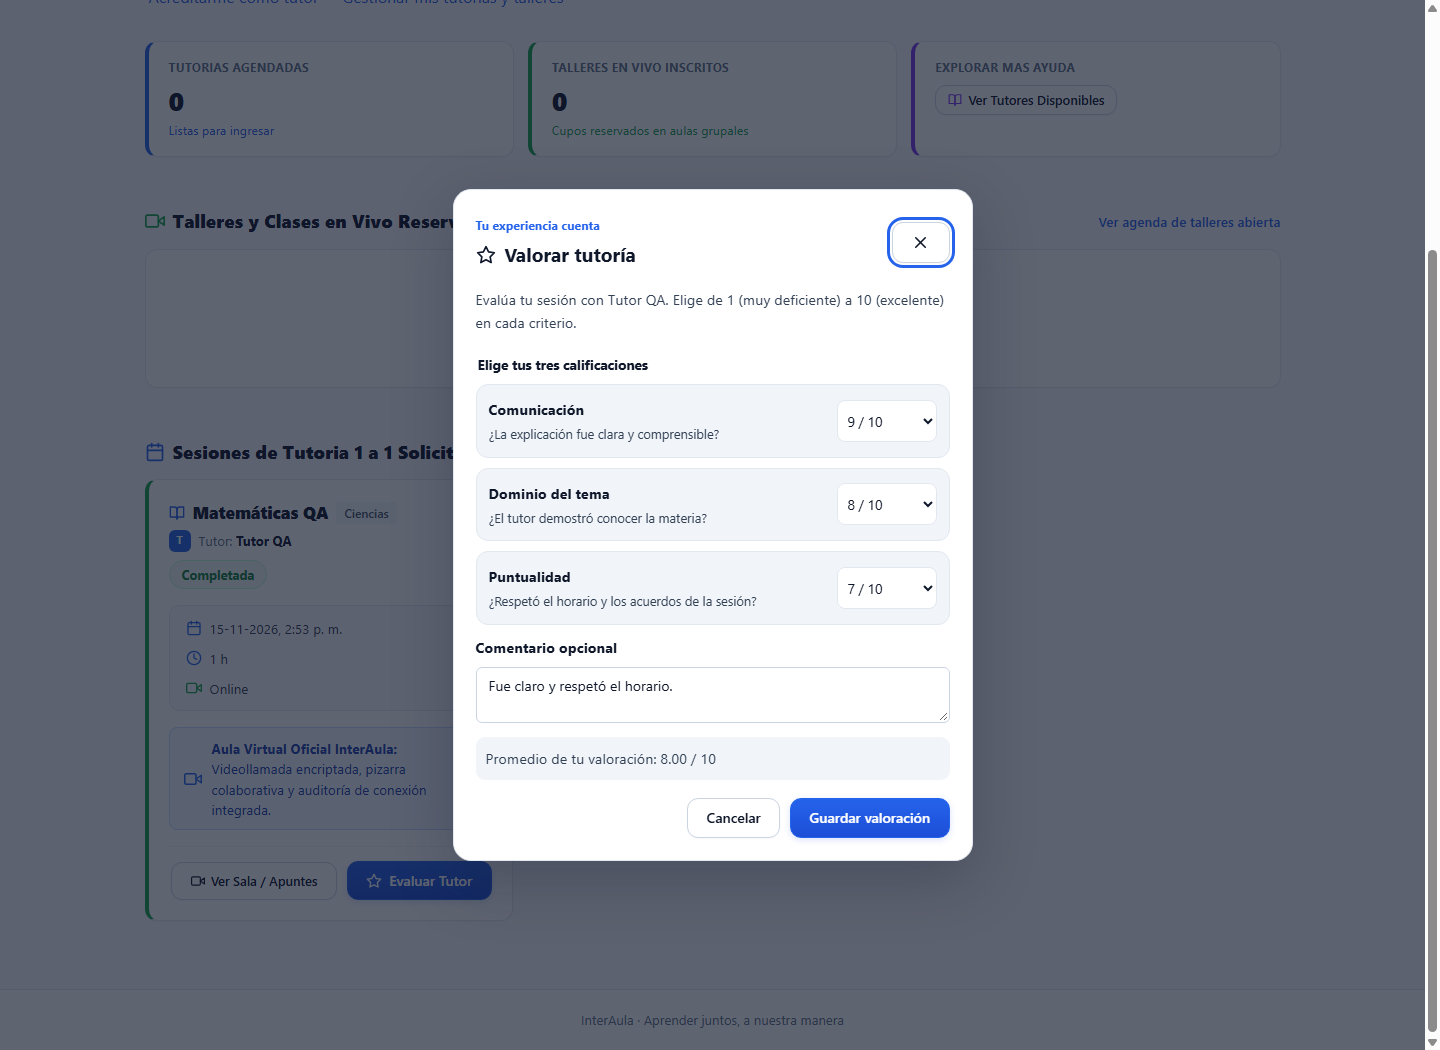 TUTORIAS AGENDADAS
0
Listas para ingresar
TALLERES EN VIVO INSCRITOS
0
Cupos reservados en aulas grupales
EXPLORAR MAS AYUDA
Ver Tutores Disponibles
Talleres y Clases en Vivo
Ver agenda de talleres abierta
Tu experiencia cuenta
Valorar tutoría
Evalúa tu sesión con Tutor QA. Elige de 1 (muy deficiente) a 10 (excelente)
en cada criterio.
Elige tus tres calificaciones
Comunicación
¿La explicación fue clara y comprensible?
9 / 10
Dominio del tema
¿El tutor demostró conocer la materia?
8 / 10
Puntualidad
¿Respetó el horario y los acuerdos de la sesión?
7 / 10
Comentario opcional
Fue claro y respetó el horario.
Promedio de tu valoración: 8.00 / 10
Cancelar
Guardar valoración
Sesiones de Tutoria 1 a 1
Matemáticas QA
Ciencias
T
Tutor: Tutor QA
Completada
15-11-2026, 2:53 p. m.
1 h
Online
Aula Virtual Oficial InterAula:
Videollamada encriptada, pizarra
colaborativa y auditoría de conexión
integrada.
Ver Sala / Apuntes
Evaluar Tutor
InterAula · Aprender juntos, a nuestra manera